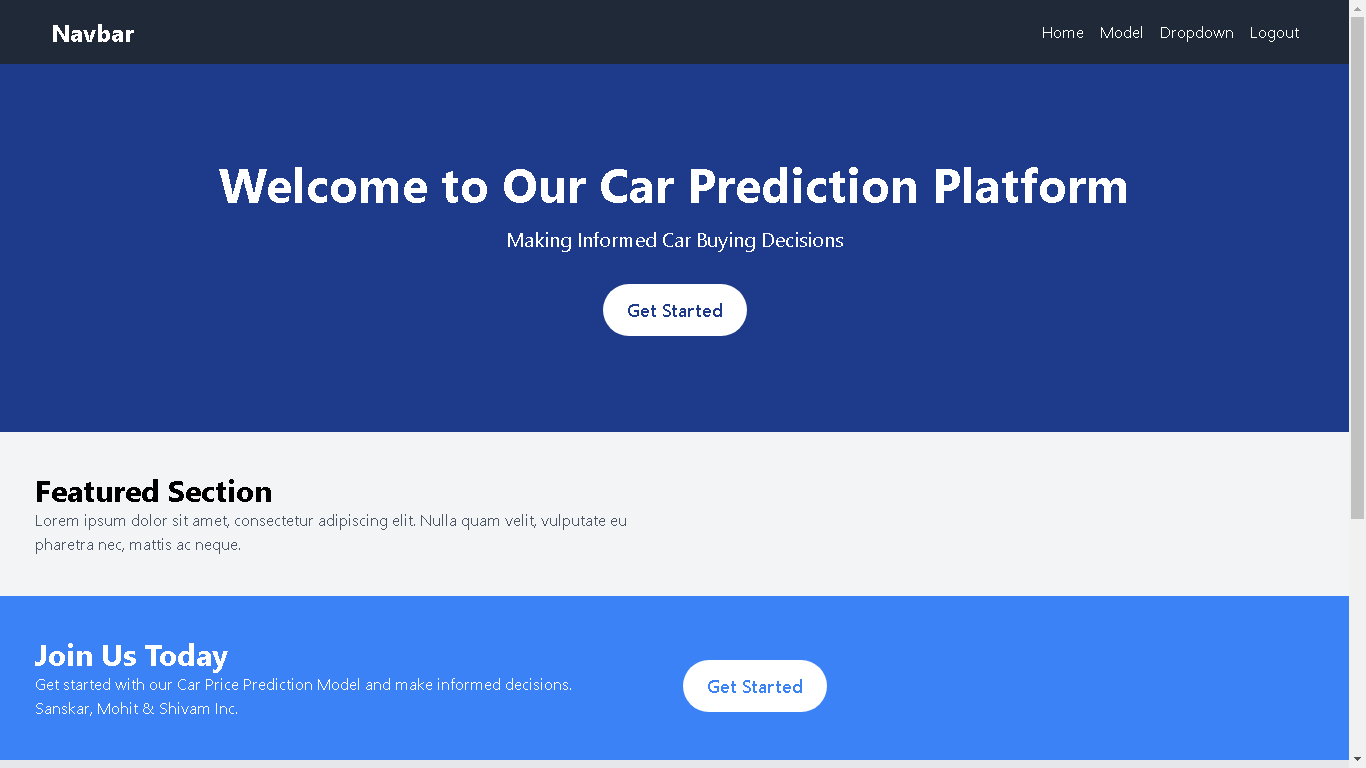 Navbar
Home Model Dropdown Logout
Welcome to Our Car Prediction Platform
Making Informed Car Buying Decisions
Get Started
Featured Section
Lorem ipsum dolor sit amet, consectetur adipiscing elit. Nulla quam velit, vulputate eu
pharetra nec, mattis ac neque.
Join Us Today
Get started with our Car Price Prediction Model and make informed decisions.
Sanskar, Mohit & Shivam Inc.
Get Started